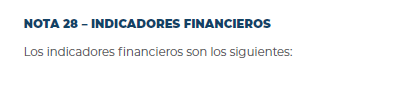 NOTA 28 – INDICADORES FINANCIEROS
Los indicadores financieros son los siguientes: